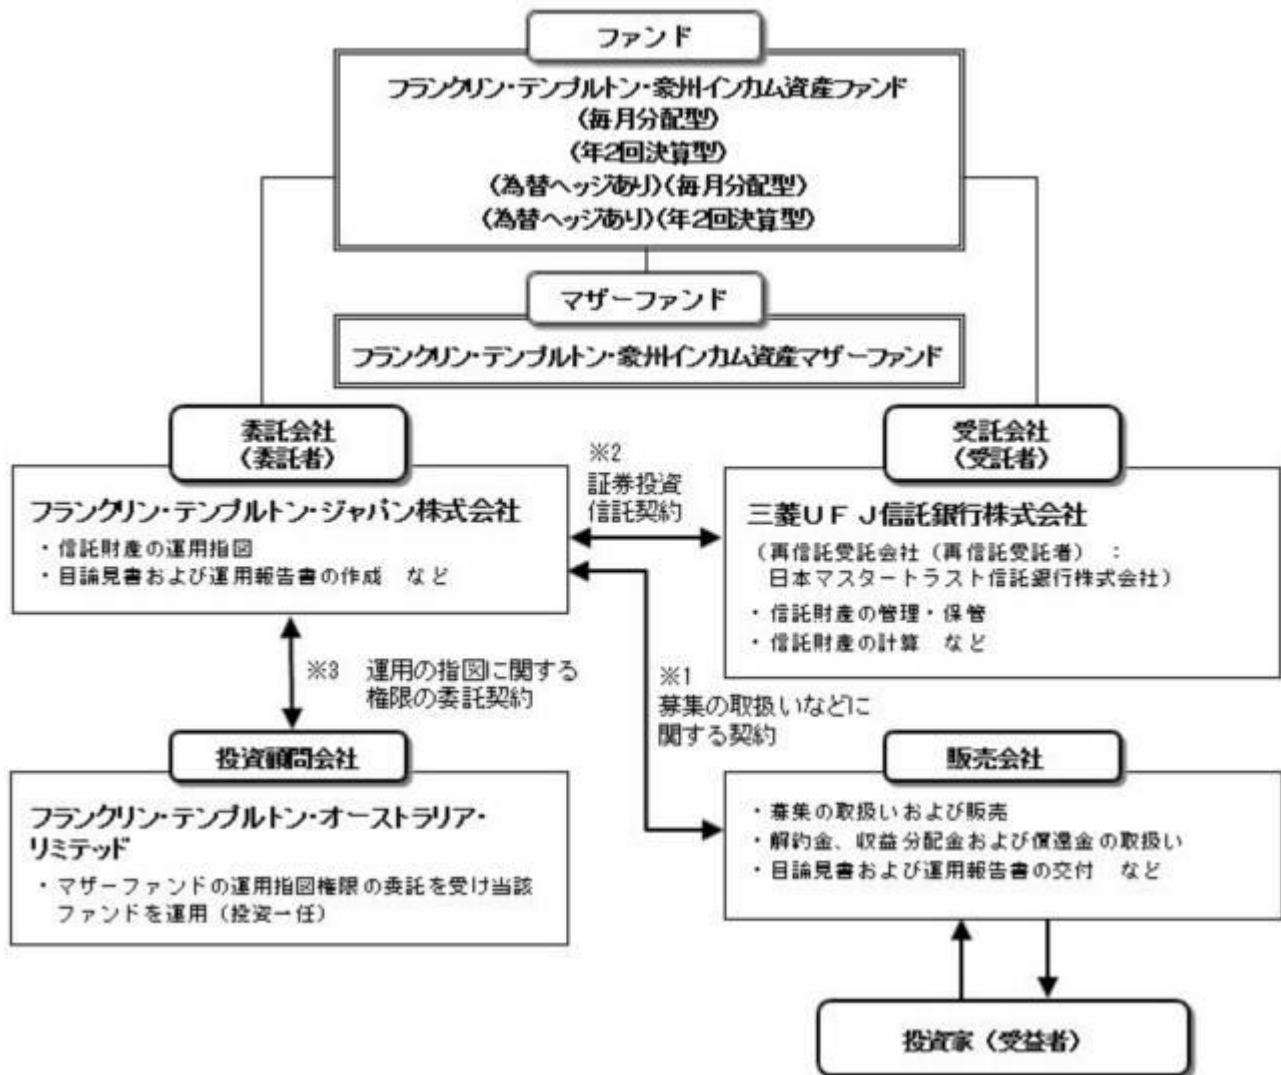 ファンド
フランクリン・テンプルトン・豪州インカム資産ファンド
(毎月分配型)
(年2回決算型)
(為替ヘッジあり)(毎月分配型)
(為替ヘッジあり)(年2回決算型)
マザーファンド
フランクリン・テンプルトン・豪州インカム資産マザーファンド
委託会社
(委託者)
フランクリン・テンプルトン・ジャパン株式会社
・信託財産の運用指図
・目論見書および運用報告書の作成 など
※2
証券投資
信託契約
受託会社
(受託者)
三菱UFJ信託銀行株式会社
(再信託受託会社(再信託受託者) :
日本マスタートラスト信託銀行株式会社)
・信託財産の管理・保管
・信託財産の計算 など
※3 運用の指図に関する
権限の委託契約
※1
募集の取扱いなどに
関する契約
投資顧問会社
フランクリン・テンプルトン・オーストラリア・
リミテッド
・マザーファンドの運用指図権限の委託を受け当該
ファンドを運用(投資一任)
販売会社
・募集の取扱いおよび販売
・解約金、収益分配金および償還金の取扱い
・目論見書および運用報告書の交付 など
投資家(受益者)